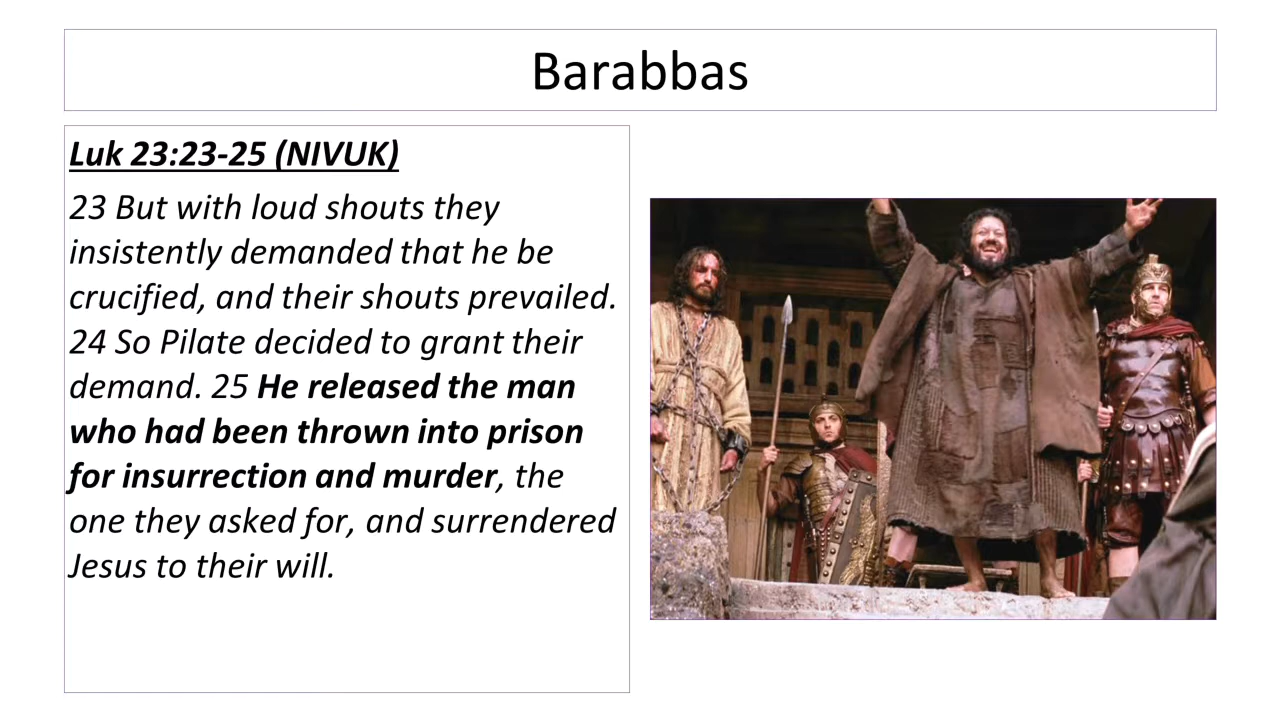 Barabbas
Luk 23:23-25 (NIVUK)
23 But with loud shouts they
insistently demanded that he be
crucified, and their shouts prevailed.
24 So Pilate decided to grant their
demand. 25 He released the man
who had been thrown into prison
for insurrection and murder, the
one they asked for, and surrendered
Jesus to their will.